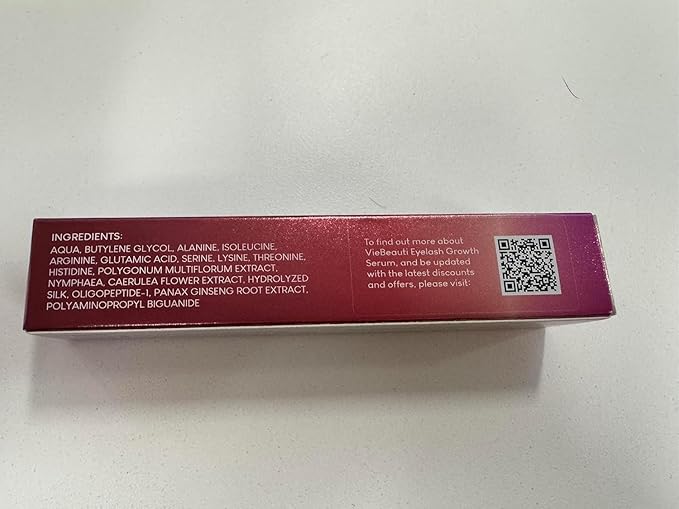 INGREDIENTS:
AQUA, BUTYLENE GLYCOL, ALANINE, ISOLEUCINE,
ARGININE, GLUTAMIC ACID, SERINE, LYSINE, THREONINE,
HISTIDINE, POLYGONUM MULTIFLORUM EXTRACT,
NYMPHAEA, CAERULEA FLOWER EXTRACT, HYDROLYZED
SILK, OLIGOPEPTIDE-1, PANAX GINSENG ROOT EXTRACT,
POLYAMINOPROPYL BIGUANIDE
To find out more about
VieBeauti Eyelash Growth
Serum, and be updated
with the latest discounts
and offers, please visit: